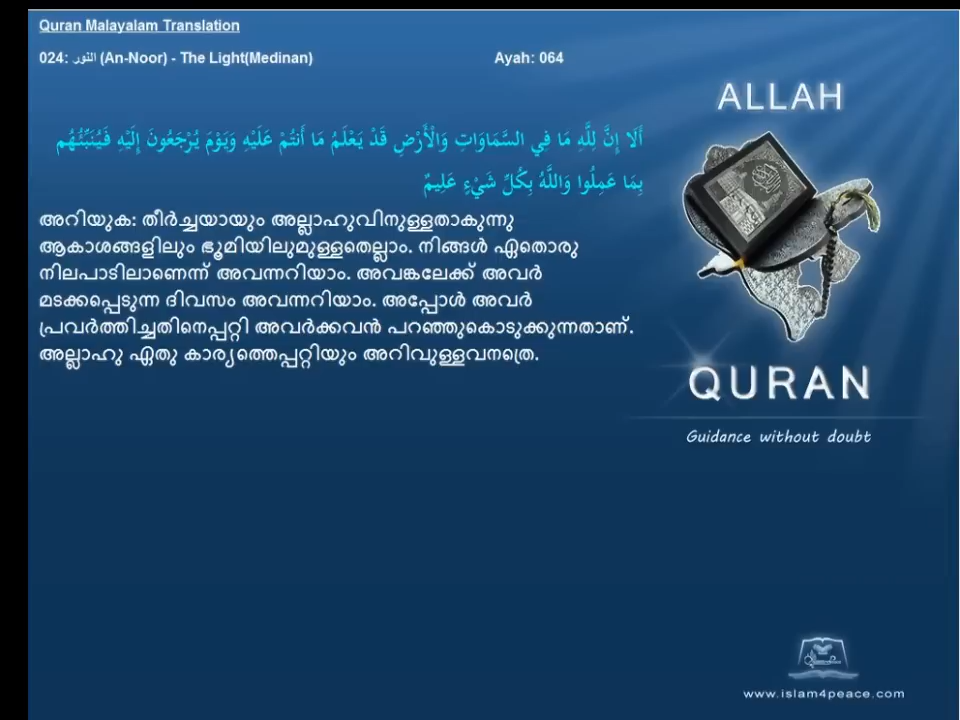 Quran Malayalam Translation
024: النور (An-Noor) - The Light(Medinan)
Ayah: 064
أَلَا إِنَّ لِلَّهِ مَا فِي السَّمَاوَاتِ وَالْأَرْضِ قَدْ يَعْلَمُ مَا أَنتُمْ عَلَيْهِ وَيَوْمَ يُرْجَعُونَ إِلَيْهِ فَيُنَبِّئُهُم
بِمَا عَمِلُوا وَاللَّهُ بِكُلِّ شَيْءٍ عَلِيمٌ
അറിയുക: തീര്‍ച്ചയായും അല്ലാഹുവിനുള്ളതാകുന്നു
ആകാശങ്ങളിലും ഭൂമിയിലുമുള്ളതെല്ലാം. നിങ്ങള്‍ ഏതൊരു
നിലപാടിലാണെന്ന് അവന്നറിയാം. അവങ്കലേക്ക് അവര്‍
മടക്കപ്പെടുന്ന ദിവസം അവന്നറിയാം. അപ്പോള്‍ അവര്‍
പ്രവര്‍ത്തിച്ചതിനെപ്പറ്റി അവര്‍ക്കവന്‍ പറഞ്ഞുകൊടുക്കുന്നതാണ്.
അല്ലാഹു ഏതു കാര്യത്തെപ്പറ്റിയും അറിവുള്ളവനത്രെ.
ALLAH
QURAN
Guidance without doubt
www.islam4peace.com